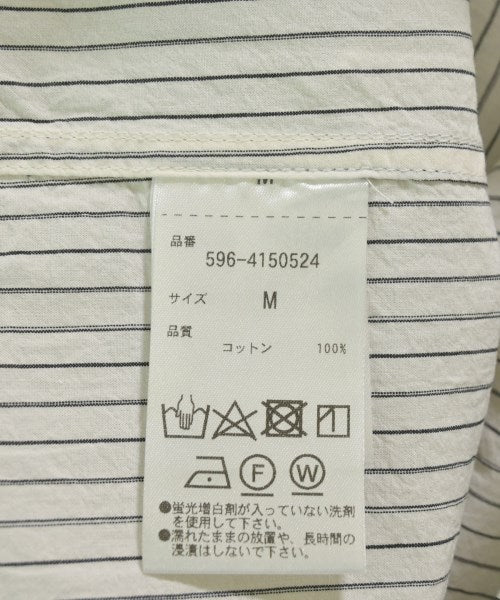 M
品番
596-4150524
サイズ M
品質
コットン 100%
F W
●蛍光増白剤が入っていない洗剤
を使用して下さい。
●濡れたままの放置や、長時間の
浸漬はしないで下さい。